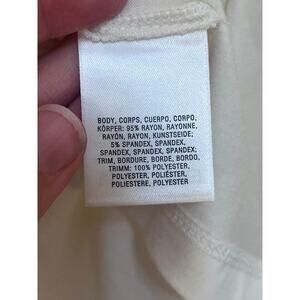 BODY, CORPS, CUERPO, CORPO,
KÖRPER: 95% RAYON, RAYONNE,
RAYÓN, RAYON, KUNSTSEIDE;
5% SPANDEX, SPANDEX,
SPANDEX, SPANDEX, SPANDEX;
TRIM, BORDURE, BORDE, BORDO,
TRIMM: 100% POLYESTER,
POLYESTER, POLIÉSTER,
POLIESTERE, POLYESTER